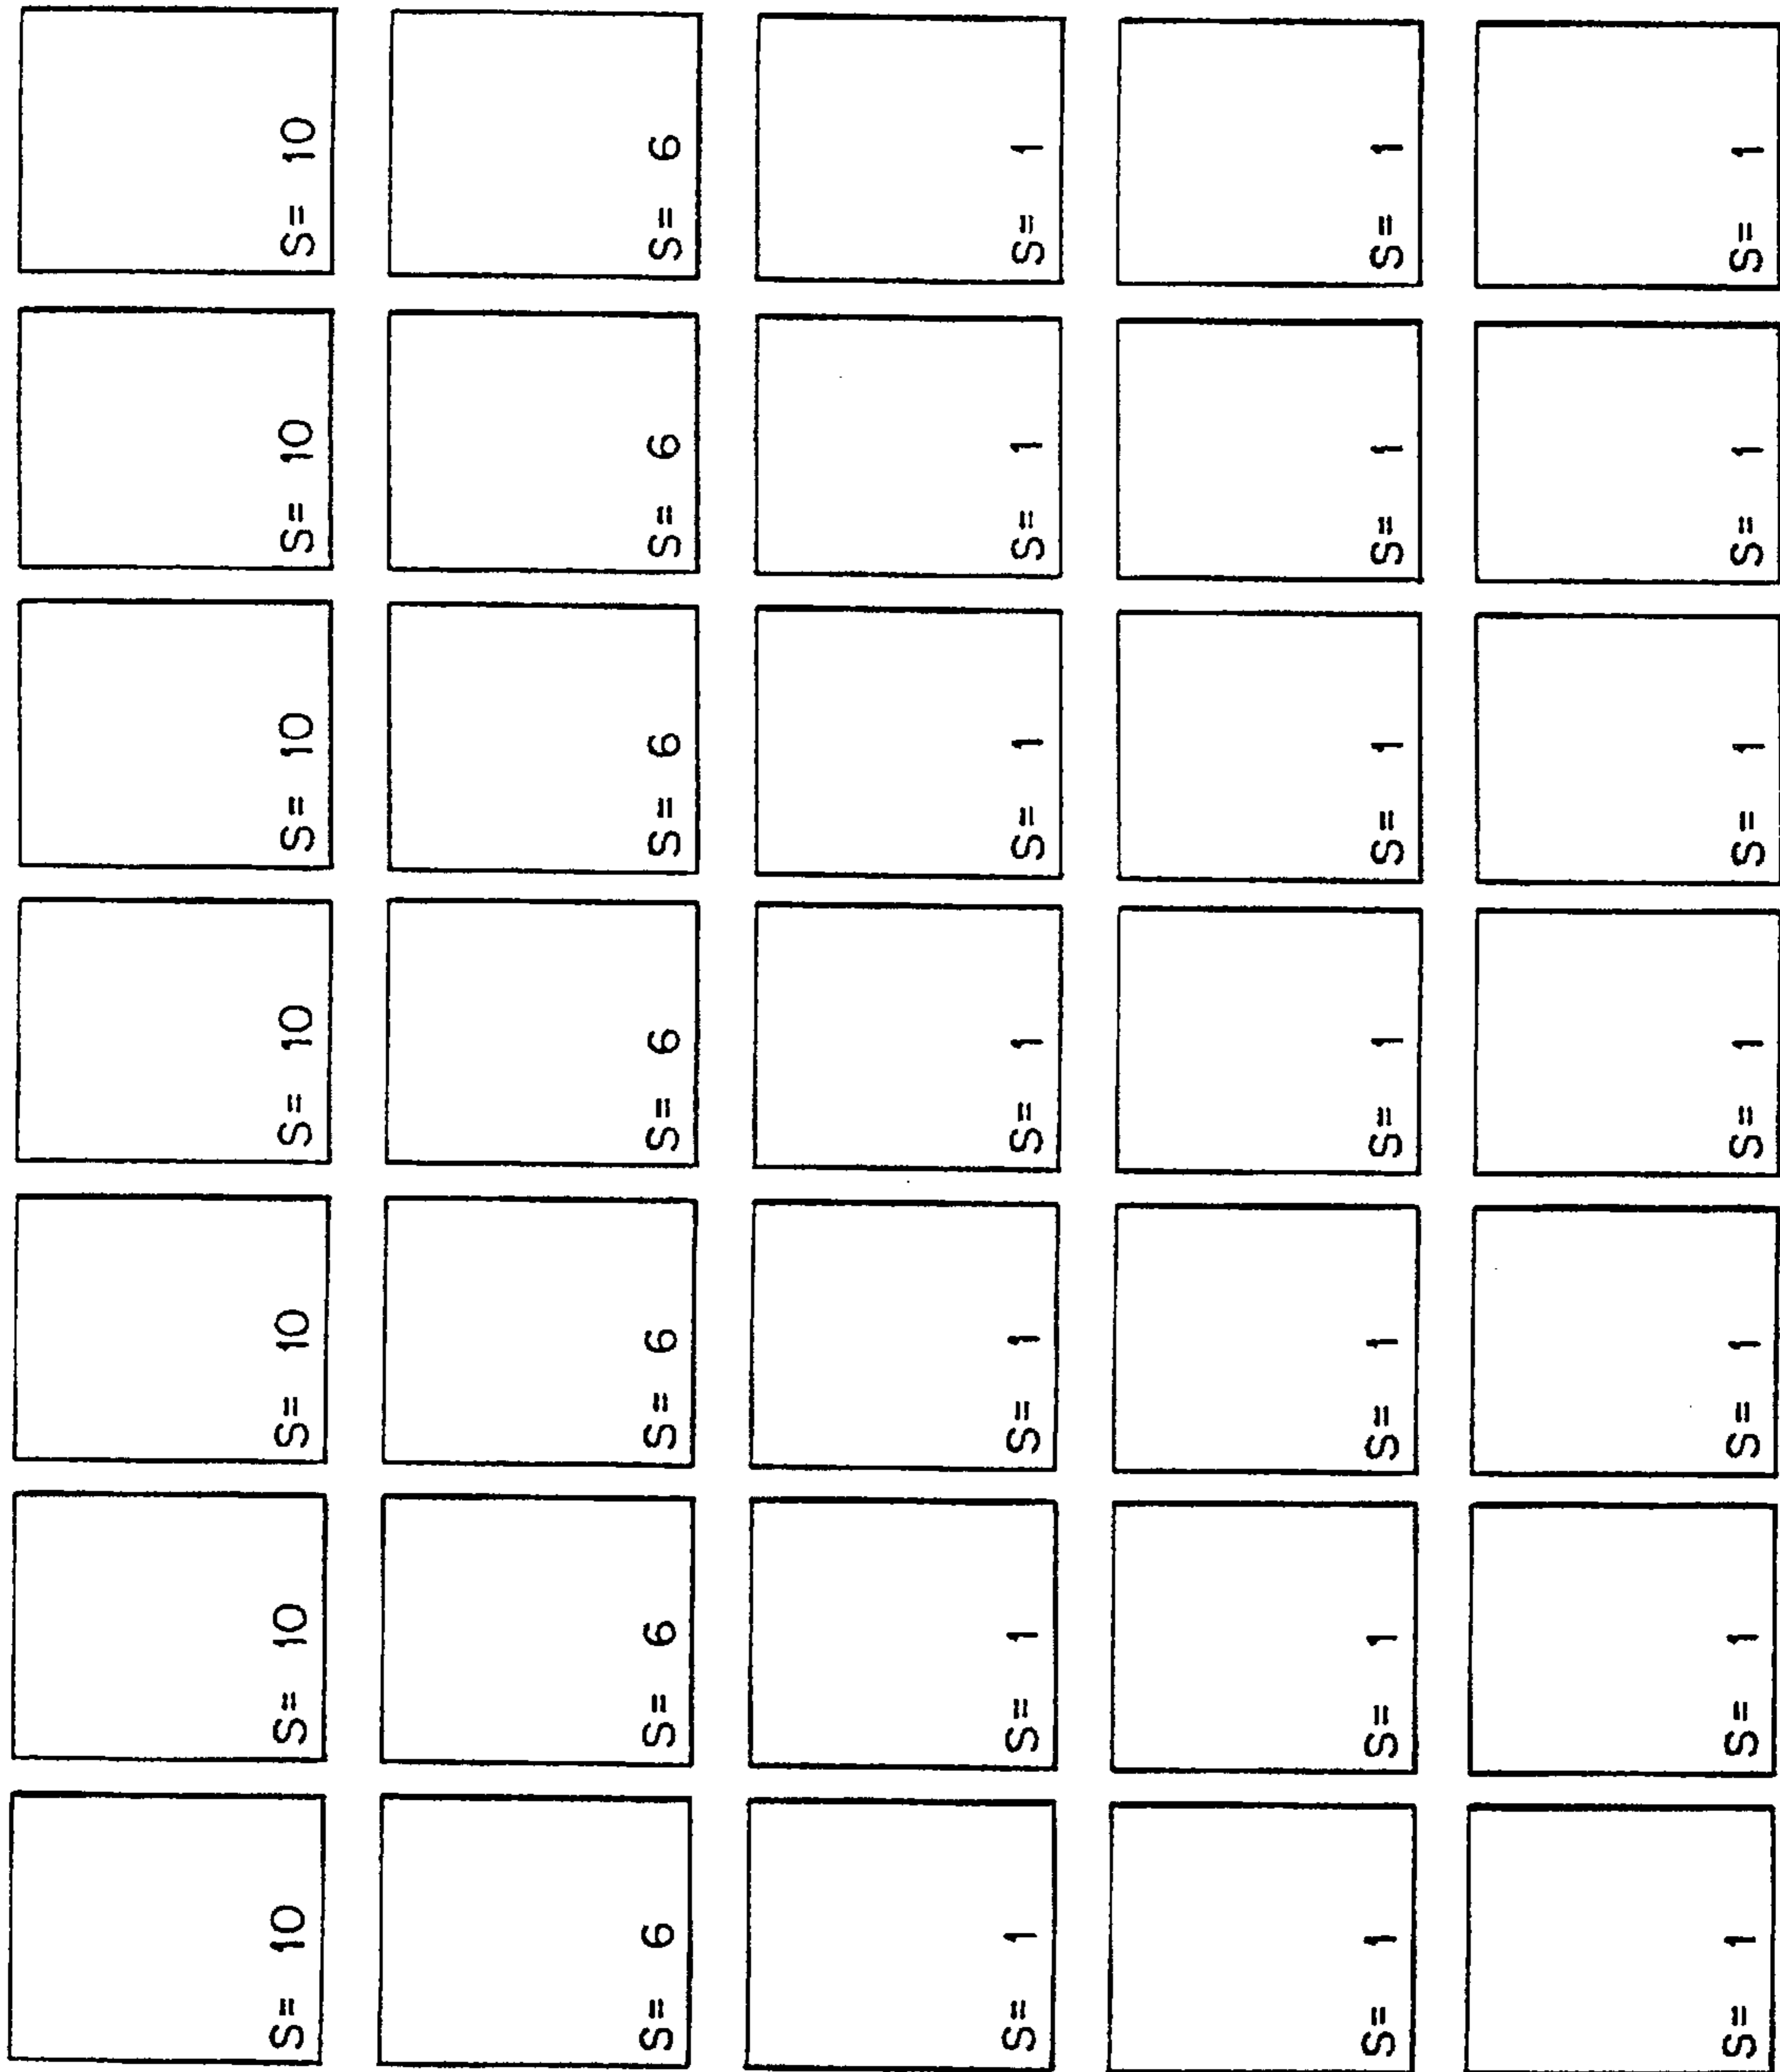 S= 10 S= 10 S= 10 S= 10 S= 10 S= 10 S= 10
S= 6 S= 6 S= 6 S= 6 S= 6 S= 6 S= 6
S= 1 S= 1 S= 1 S= 1 S= 1 S= 1 S= 1
S= 1 S= 1 S= 1 S= 1 S= 1 S= 1 S= 1
S= 1 S= 1 S= 1 S= 1 S= 1 S= 1 S= 1